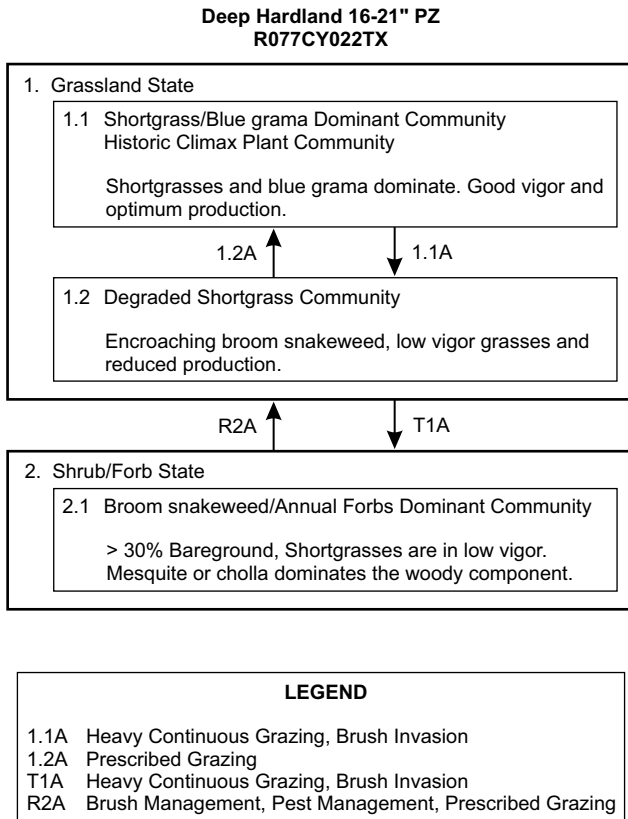 Deep Hardland 16-21" PZ
R077CY022TX
1. Grassland State
1.1 Shortgrass/Blue grama Dominant Community
Historic Climax Plant Community
Shortgrasses and blue grama dominate. Good vigor and
optimum production.
1.2A
1.1A
1.2 Degraded Shortgrass Community
Encroaching broom snakeweed, low vigor grasses and
reduced production.
R2A
T1A
2. Shrub/Forb State
2.1 Broom snakeweed/Annual Forbs Dominant Community
> 30% Bareground, Shortgrasses are in low vigor.
Mesquite or cholla dominates the woody component.
LEGEND
1.1A Heavy Continuous Grazing, Brush Invasion
1.2A Prescribed Grazing
T1A Heavy Continuous Grazing, Brush Invasion
R2A Brush Management, Pest Management, Prescribed Grazing